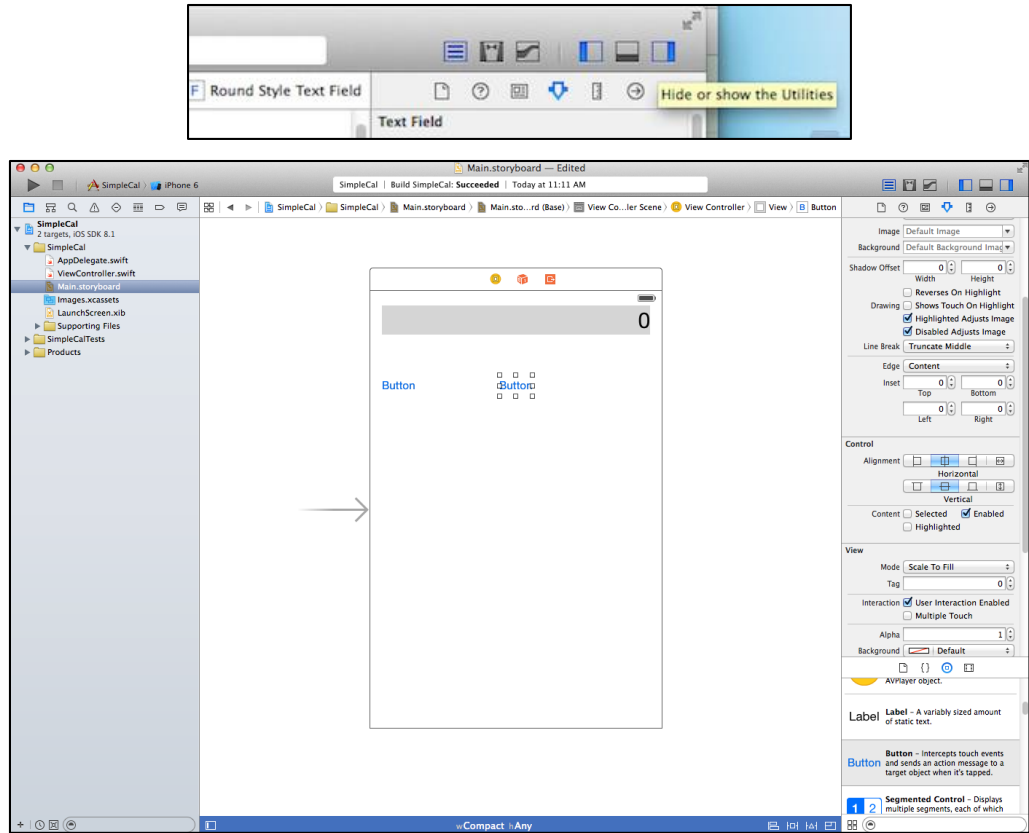 F Round Style Text Field
Hide or show the Utilities
Text Field
Main.storyboard — Edited
SimpleCal 〉 iPhone 6
SimpleCal | Build SimpleCal: Succeeded | Today at 11:11 AM
SimpleCal 〉 SimpleCal 〉 Main.storyboard 〉 Main.sto...rd (Base) 〉 View Co...ler Scene 〉 View Controller 〉 View 〉 B Button
SimpleCal
2 targets, iOS SDK 8.1
SimpleCal
AppDelegate.swift
ViewController.swift
Main.storyboard
Images.xcassets
LaunchScreen.xib
Supporting Files
SimpleCalTests
Products
0
Button Button
wCompact hAny
Image Default Image
Background Default Background Imag
Shadow Offset 0 0
Width Height
Reverses On Highlight
Drawing Shows Touch On Highlight
Highlighted Adjusts Image
Disabled Adjusts Image
Line Break Truncate Middle
Edge Content
Inset 0 0
Top Bottom
0 0
Left Right
Control
Alignment
Horizontal
Vertical
Content Selected Enabled
Highlighted
View
Mode Scale To Fill
Tag 0
Interaction User Interaction Enabled
Multiple Touch
Alpha 1
Background Default
{}
AVPlayer object.
Label Label – A variably sized amount
of static text.
Button – Intercepts touch events
Button and sends an action message to a
target object when it's tapped.
Segmented Control – Displays
1 2 multiple segments, each of which